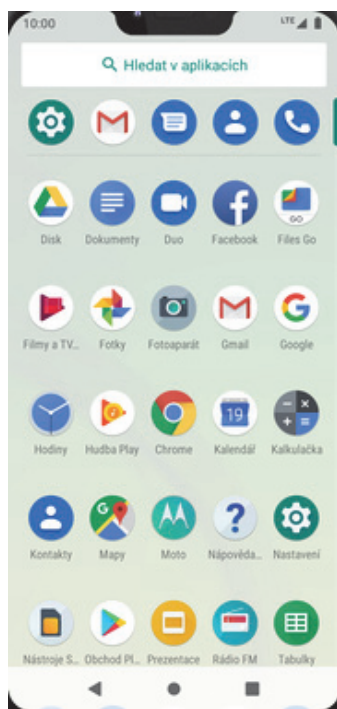 10:00 LTE
Hledat v aplikacích
Disk Dokumenty Duo Facebook Files Go
GO
Filmy a TV... Fotky Fotoaparát Gmail Google
19
Hodiny Hudba Play Chrome Kalendář Kalkulačka
G
Kontakty Mapy Moto Nápověda... Nastavení
Nástroje S... Obchod Pl... Prezentace Rádio FM Tabulky